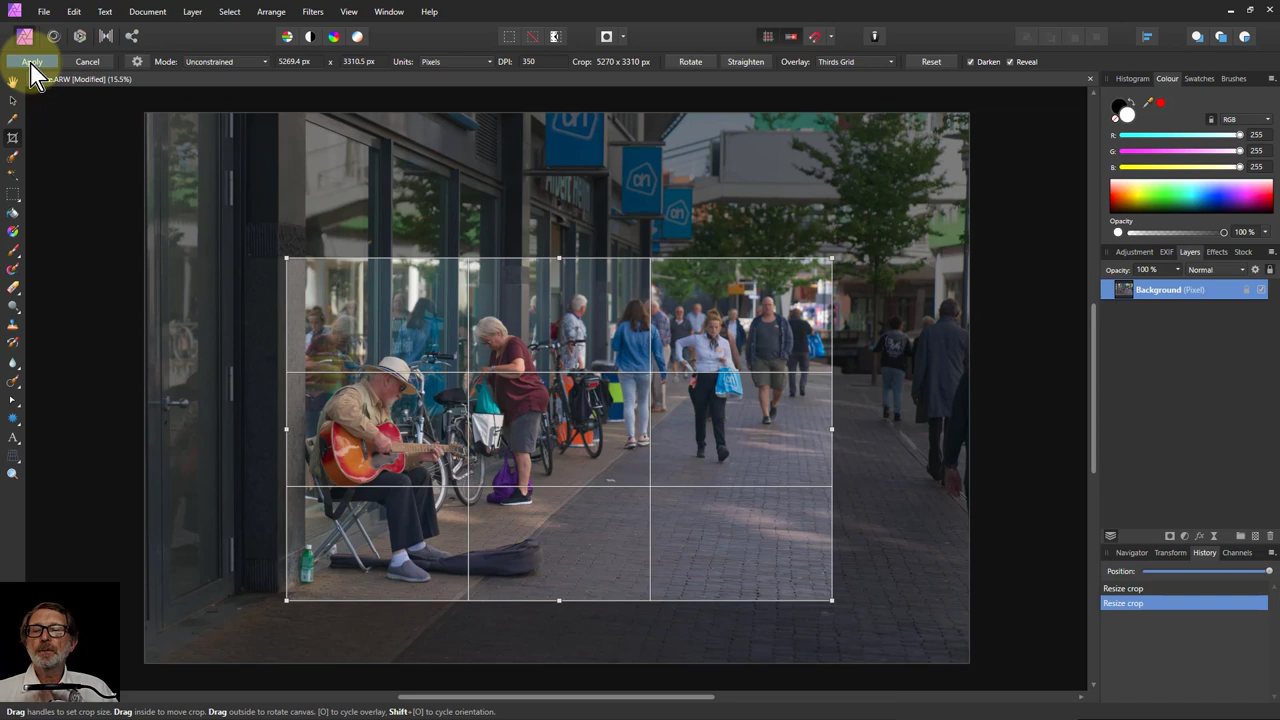 File Edit Text Document Layer Select Arrange Filters View Window Help
Apply Cancel Mode: Unconstrained 5269.4 px x 3310.5 px Units: Pixels DPI: 350 Crop: 5270 x 3310 px Rotate Straighten Overlay: Thirds Grid Reset Darken Reveal
.ARW [Modified] (15.5%)
Histogram Colour Swatches Brushes
RGB
R: 255
G: 255
B: 255
Opacity
100 %
Adjustment EXIF Layers Effects Stock
Opacity: 100 % Normal
Background (Pixel)
Navigator Transform History Channels
Position:
Resize crop
Resize crop
Drag handles to set crop size. Drag inside to move crop. Drag outside to rotate canvas. [O] to cycle overlay, Shift+[O] to cycle orientation.